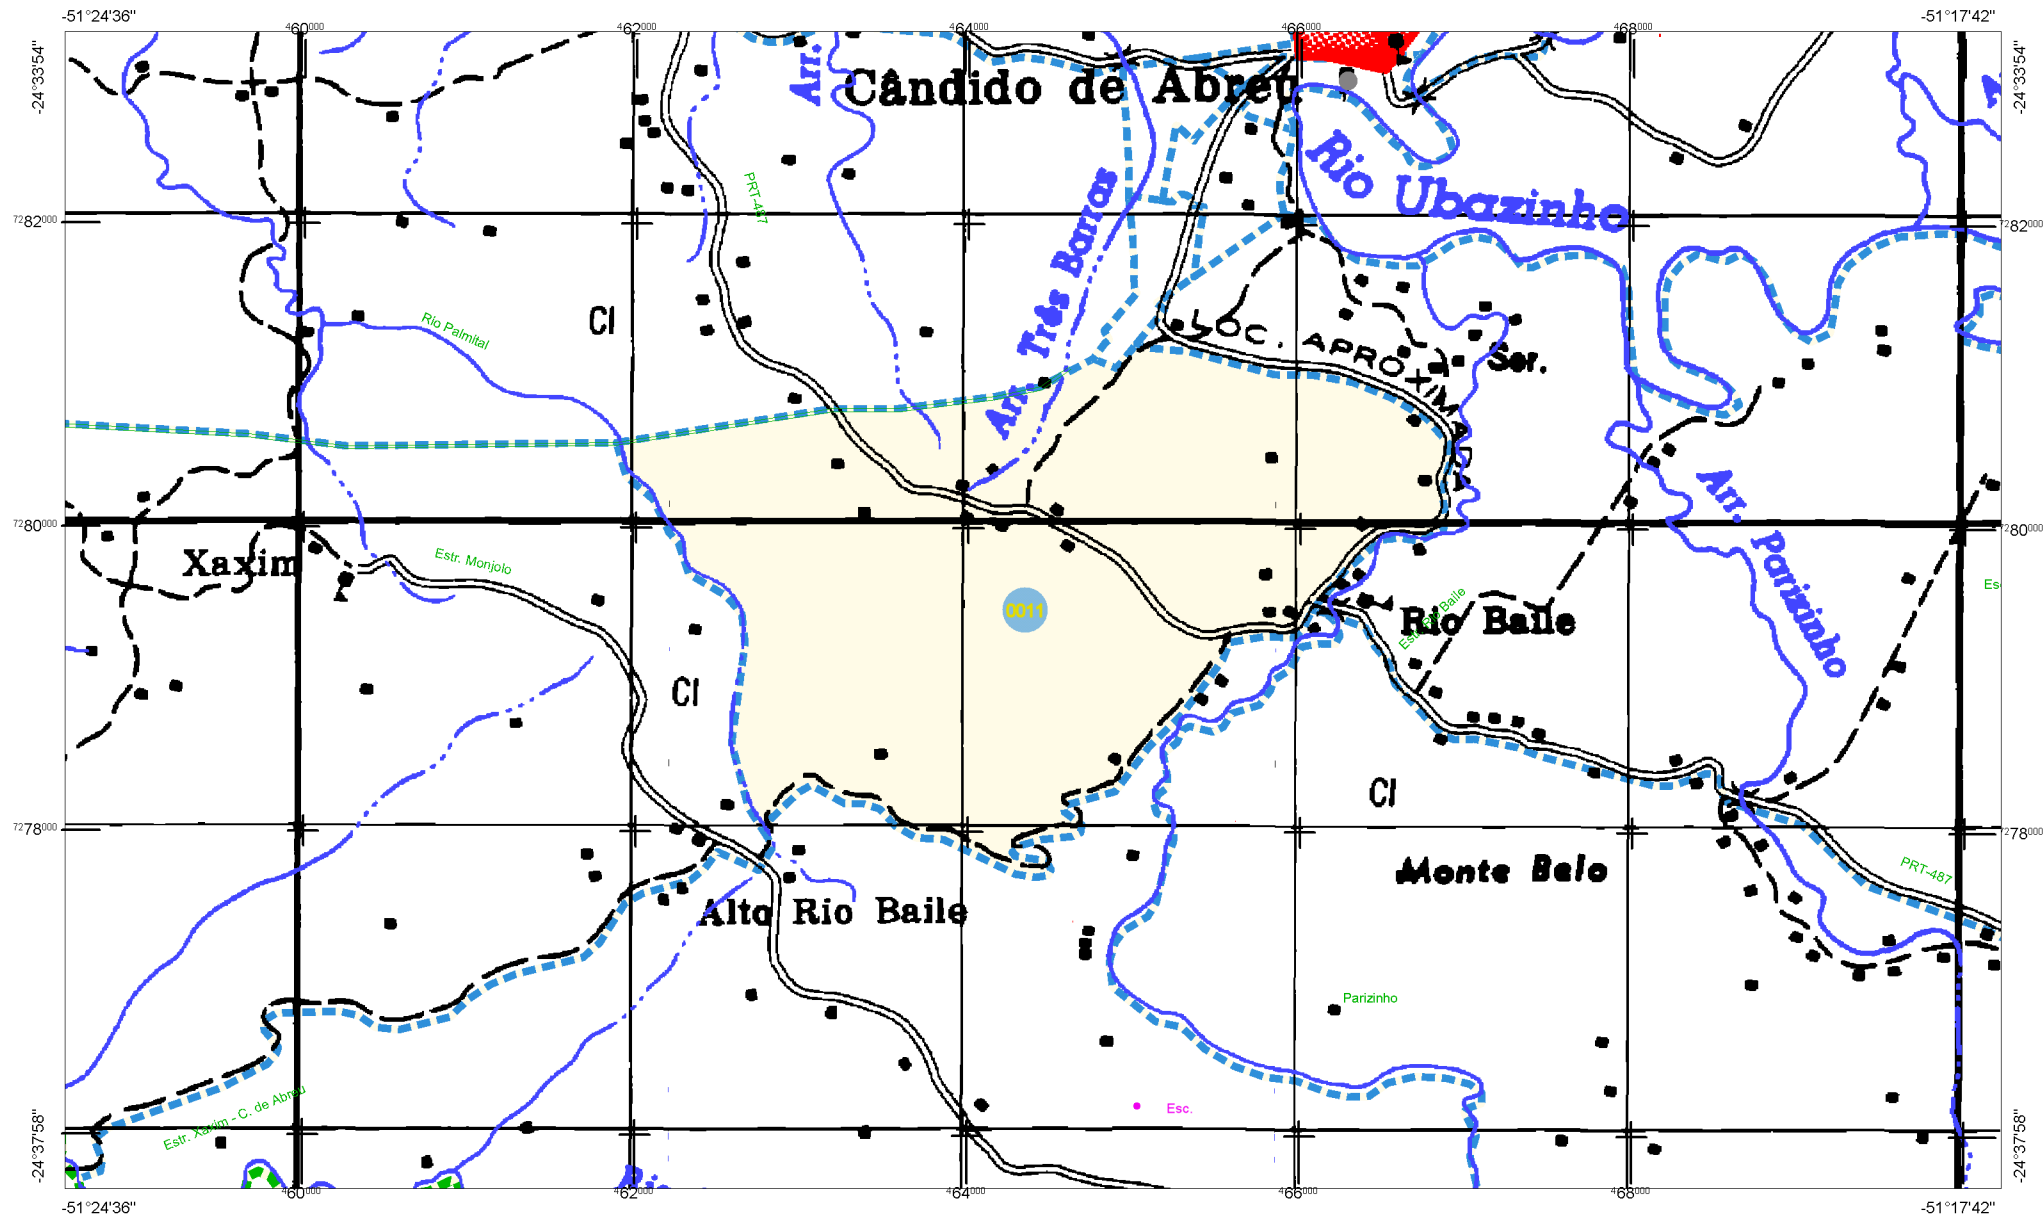 -51°24'36"
-51°17'42"
460000
462000
464000
466000
468000
-24°33'54"
-24°33'54"
Arr.
Cândido de Abreu
Rio Ubazinho
PRT-487
7282000
7282000
Arr. Três Barras
CI
Rio Palmital
LOC. APROXIMADA
Ser.
Arr. Parizinho
7280000
7280000
Xaxim
Estr. Monjolo
0011
Estr. Rio Baile
Rio Baile
Esc
CI
CI
7278000
7278000
Monte Belo
PRT-487
Alto Rio Baile
Parizinho
Estr. Xaxim - C. de Abreu
Esc.
-24°37'58"
-24°37'58"
460000
462000
464000
466000
468000
-51°24'36"
-51°17'42"